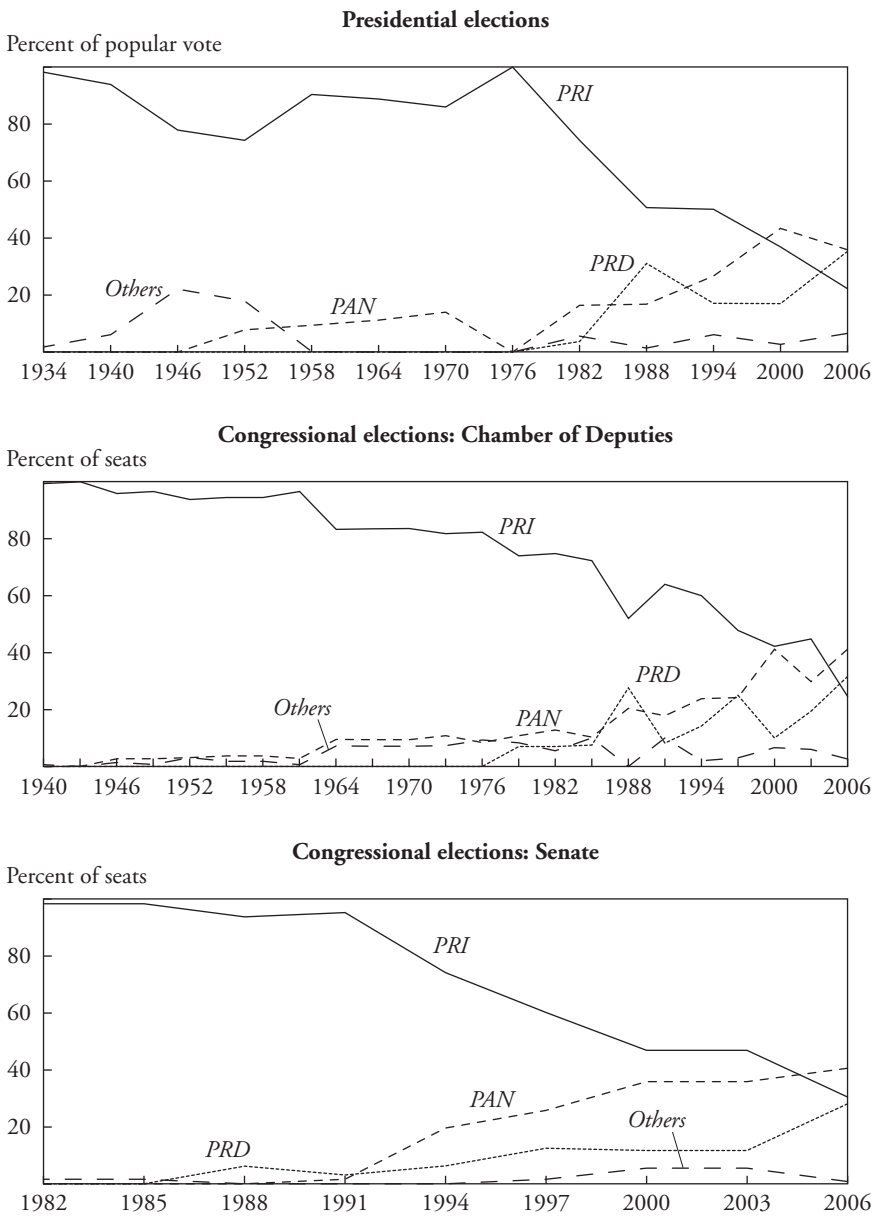 Presidential elections
Percent of popular vote
PRI
80
60
40
PRD
Others
PAN
20
1934 1940 1946 1952 1958 1964 1970 1976 1982 1988 1994 2000 2006
Congressional elections: Chamber of Deputies
Percent of seats
PRI
80
60
40
PRD
Others
PAN
20
1940 1946 1952 1958 1964 1970 1976 1982 1988 1994 2000 2006
Congressional elections: Senate
Percent of seats
PRI
80
60
40
PAN
Others
20
PRD
1982 1985 1988 1991 1994 1997 2000 2003 2006